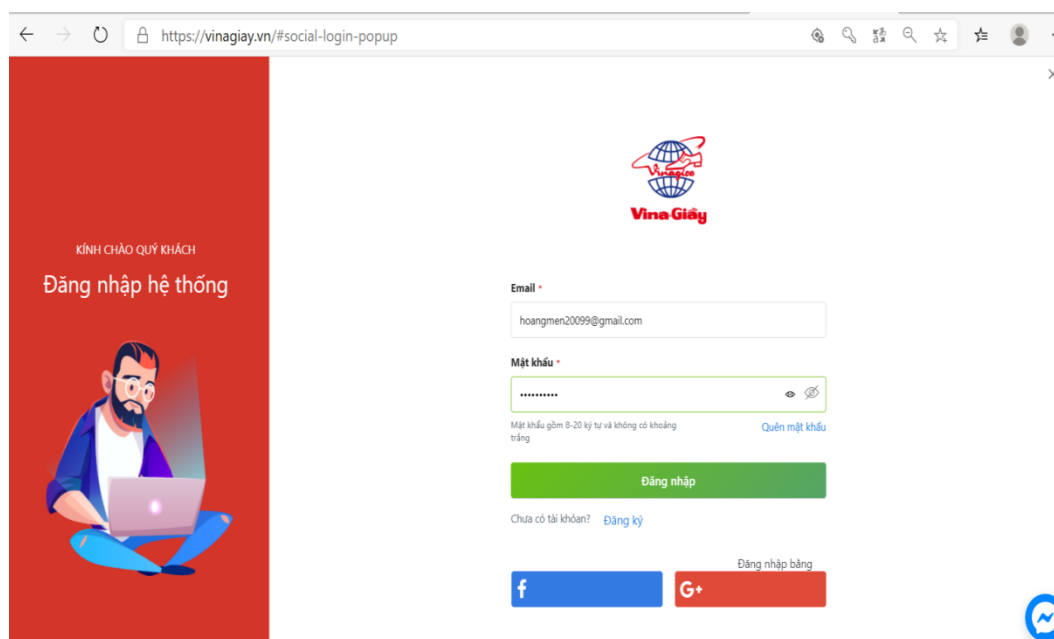 https://vinagiay.vn/#social-login-popup
KÍNH CHÀO QUÝ KHÁCH
Đăng nhập hệ thống
Vinagico
Vina-Giầy
Email *
hoangmen20099@gmail.com
Mật khẩu *
••••••••••
Mật khẩu gồm 8-20 ký tự và không có khoảng
trắng
Quên mật khẩu
Đăng nhập
Chưa có tài khỏan? Đăng ký
Đăng nhập bằng
f
G+